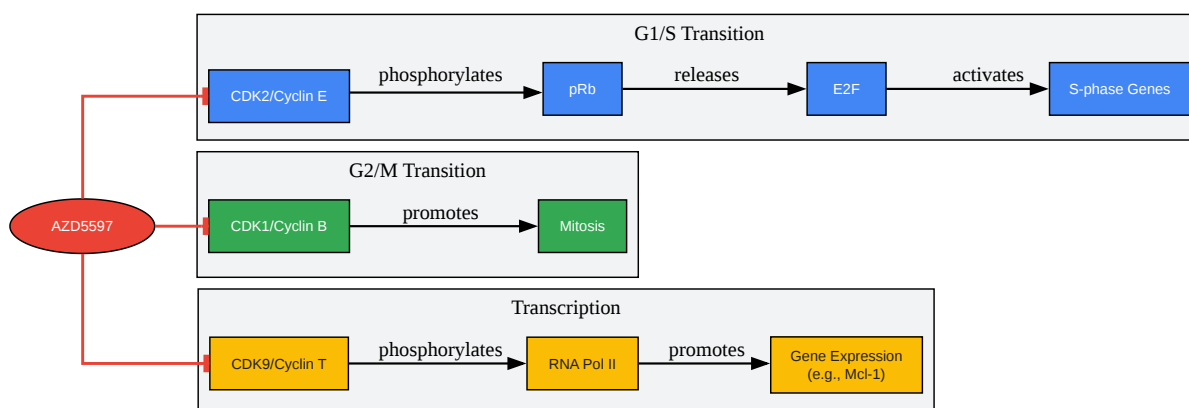 G1/S Transition
CDK2/Cyclin E
phosphorylates
pRb
releases
E2F
activates
S-phase Genes
G2/M Transition
AZD5597
CDK1/Cyclin B
promotes
Mitosis
Transcription
CDK9/Cyclin T
phosphorylates
RNA Pol II
promotes
Gene Expression
(e.g., Mcl-1)